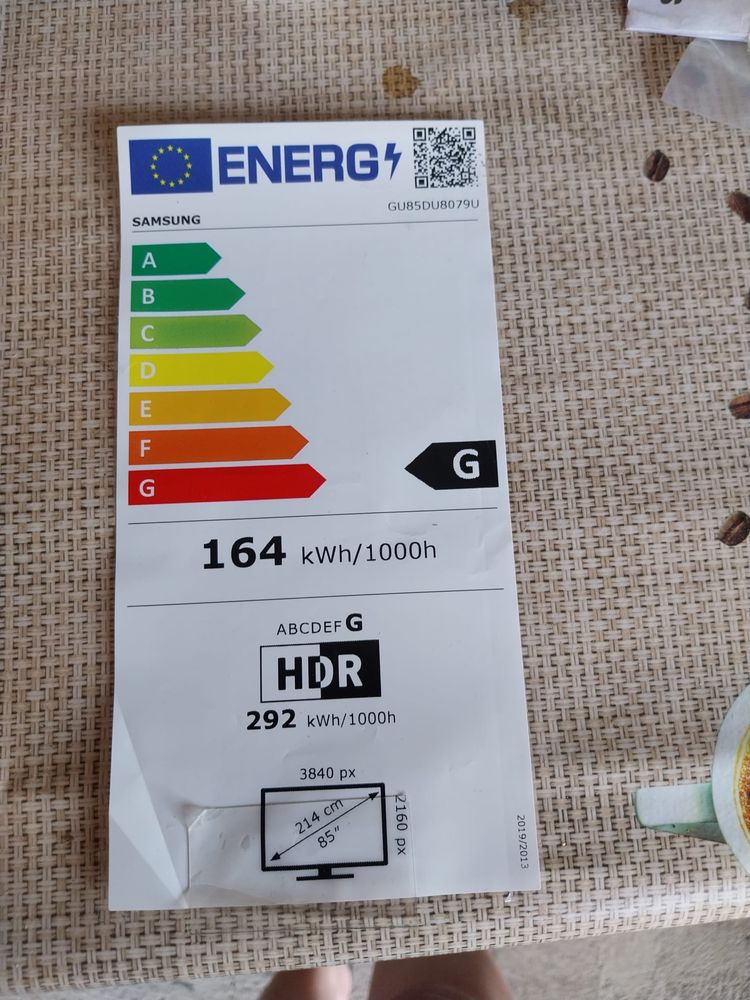 ENERG
GU85DU8079U
SAMSUNG
A
B
C
D
E
F
G
G
164 kWh/1000h
ABCDEFG
HDR
292 kWh/1000h
3840 px
2160 px
214 cm
85"
2019/2013